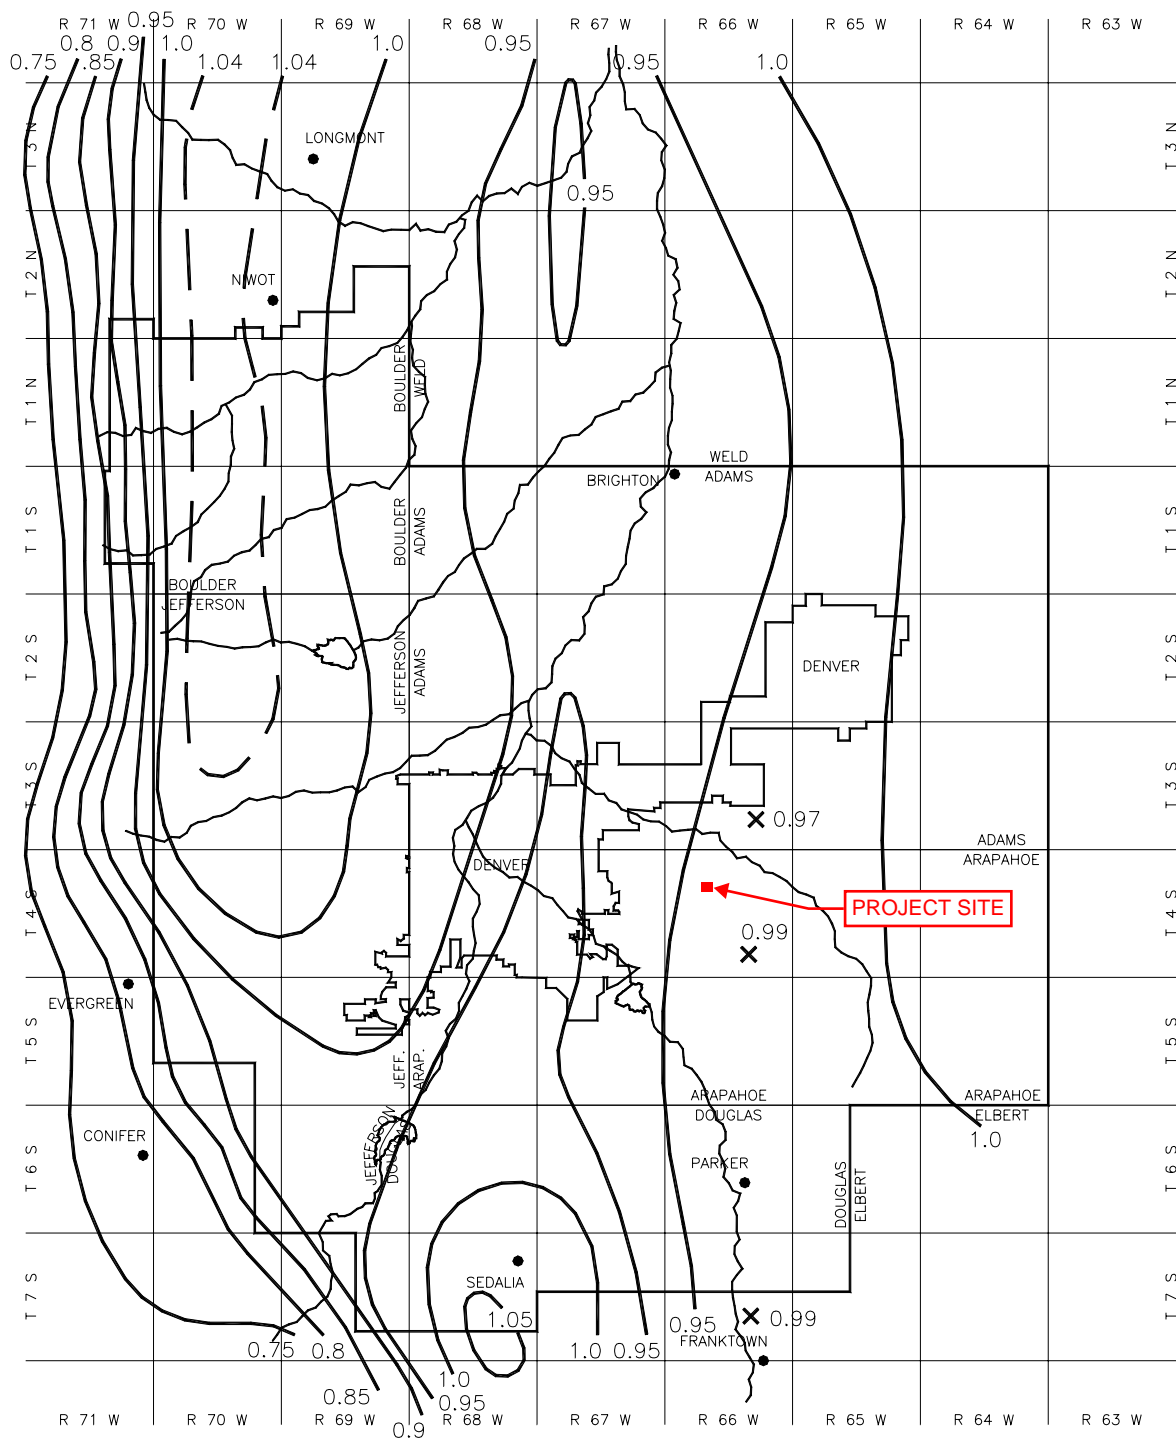 R 71 W
R 70 W
R 69 W
R 68 W
R 67 W
R 66 W
R 65 W
R 64 W
R 63 W
0.95
0.8
0.9
1.0
1.0
0.95
0.75
.85
1.04
1.04
0.95
1.0
T 3 N
T 3 N
LONGMONT
0.95
T 2 N
T 2 N
NIWOT
BOULDER
WELD
T 1 N
T 1 N
WELD
ADAMS
BRIGHTON
T 1 S
T 1 S
BOULDER
ADAMS
BOULDER
JEFFERSON
T 2 S
T 2 S
JEFFERSON
ADAMS
DENVER
T 3 S
T 3 S
0.97
ADAMS
ARAPAHOE
DENVER
T 4 S
T 4 S
PROJECT SITE
0.99
EVERGREEN
T 5 S
T 5 S
JEFF.
ARAP.
ARAPAHOE
DOUGLAS
ARAPAHOE
ELBERT
1.0
CONIFER
JEFFERSON
DOUGLAS
PARKER
T 6 S
T 6 S
DOUGLAS
ELBERT
SEDALIA
T 7 S
T 7 S
1.05
0.99
0.95
FRANKTOWN
0.75
0.8
1.0
0.95
1.0
0.85
0.95
0.9
R 71 W
R 70 W
R 69 W
R 68 W
R 67 W
R 66 W
R 65 W
R 64 W
R 63 W